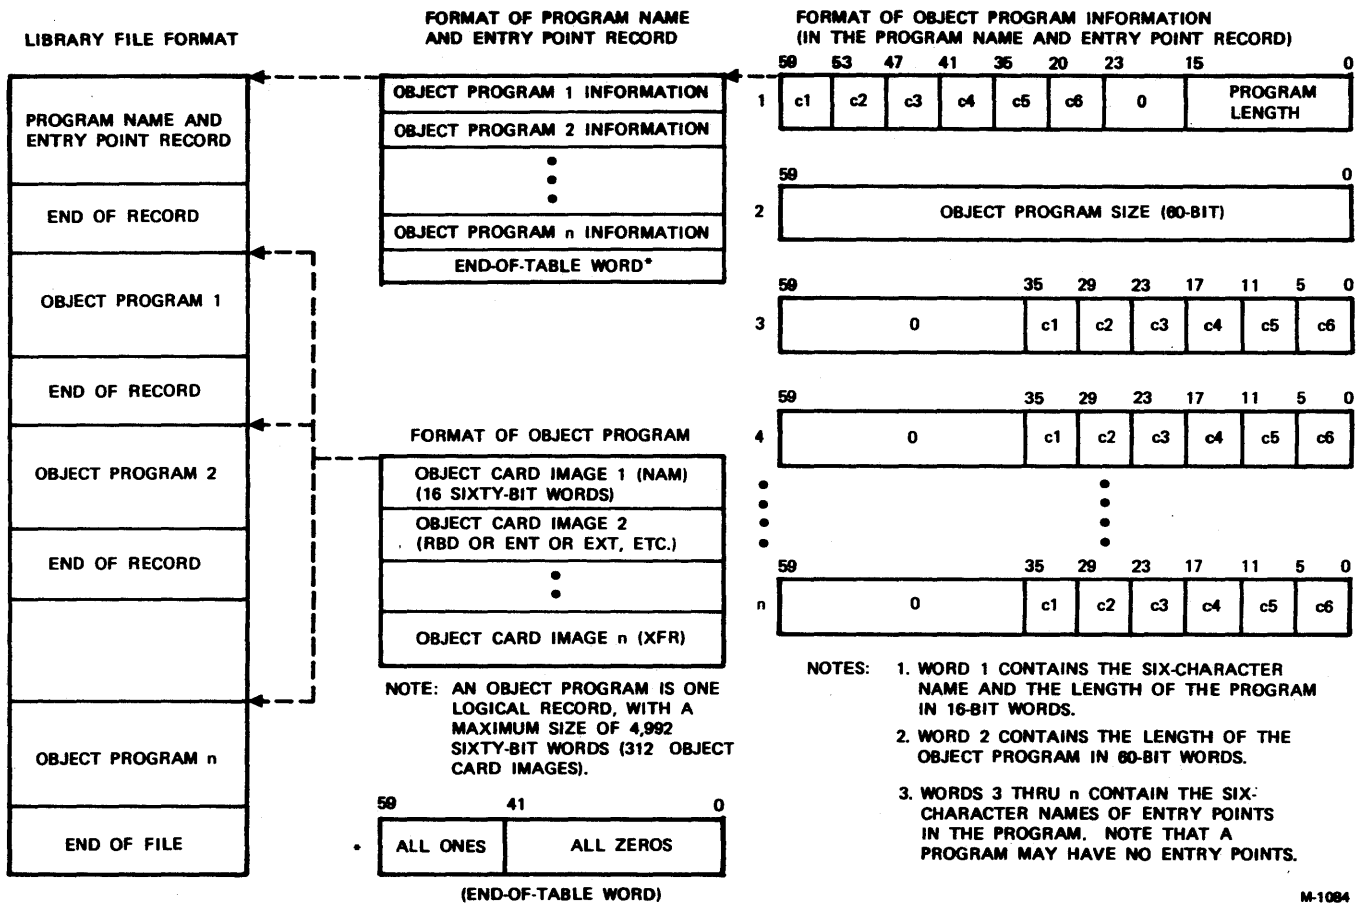 LIBRARY FILE FORMAT
PROGRAM NAME AND
ENTRY POINT RECORD
END OF RECORD
OBJECT PROGRAM 1
END OF RECORD
OBJECT PROGRAM 2
END OF RECORD
OBJECT PROGRAM n
END OF FILE
FORMAT OF PROGRAM NAME
AND ENTRY POINT RECORD
OBJECT PROGRAM 1 INFORMATION
OBJECT PROGRAM 2 INFORMATION
OBJECT PROGRAM n INFORMATION
END-OF-TABLE WORD*
FORMAT OF OBJECT PROGRAM
OBJECT CARD IMAGE 1 (NAM)
(16 SIXTY-BIT WORDS)
OBJECT CARD IMAGE 2
(RBD OR ENT OR EXT, ETC.)
OBJECT CARD IMAGE n (XFR)
NOTE: AN OBJECT PROGRAM IS ONE
LOGICAL RECORD, WITH A
MAXIMUM SIZE OF 4,992
SIXTY-BIT WORDS (312 OBJECT
CARD IMAGES).
59 41 0
* ALL ONES ALL ZEROS
(END-OF-TABLE WORD)
FORMAT OF OBJECT PROGRAM INFORMATION
(IN THE PROGRAM NAME AND ENTRY POINT RECORD)
59 53 47 41 35 20 23 15 0
1 c1 c2 c3 c4 c5 c6 0 PROGRAM
LENGTH
59 0
2 OBJECT PROGRAM SIZE (60-BIT)
59 35 29 23 17 11 5 0
3 0 c1 c2 c3 c4 c5 c6
59 35 29 23 17 11 5 0
4 0 c1 c2 c3 c4 c5 c6
59 35 29 23 17 11 5 0
n 0 c1 c2 c3 c4 c5 c6
NOTES: 1. WORD 1 CONTAINS THE SIX-CHARACTER
NAME AND THE LENGTH OF THE PROGRAM
IN 16-BIT WORDS.
2. WORD 2 CONTAINS THE LENGTH OF THE
OBJECT PROGRAM IN 60-BIT WORDS.
3. WORDS 3 THRU n CONTAIN THE SIX-
CHARACTER NAMES OF ENTRY POINTS
IN THE PROGRAM. NOTE THAT A
PROGRAM MAY HAVE NO ENTRY POINTS.
M-1084